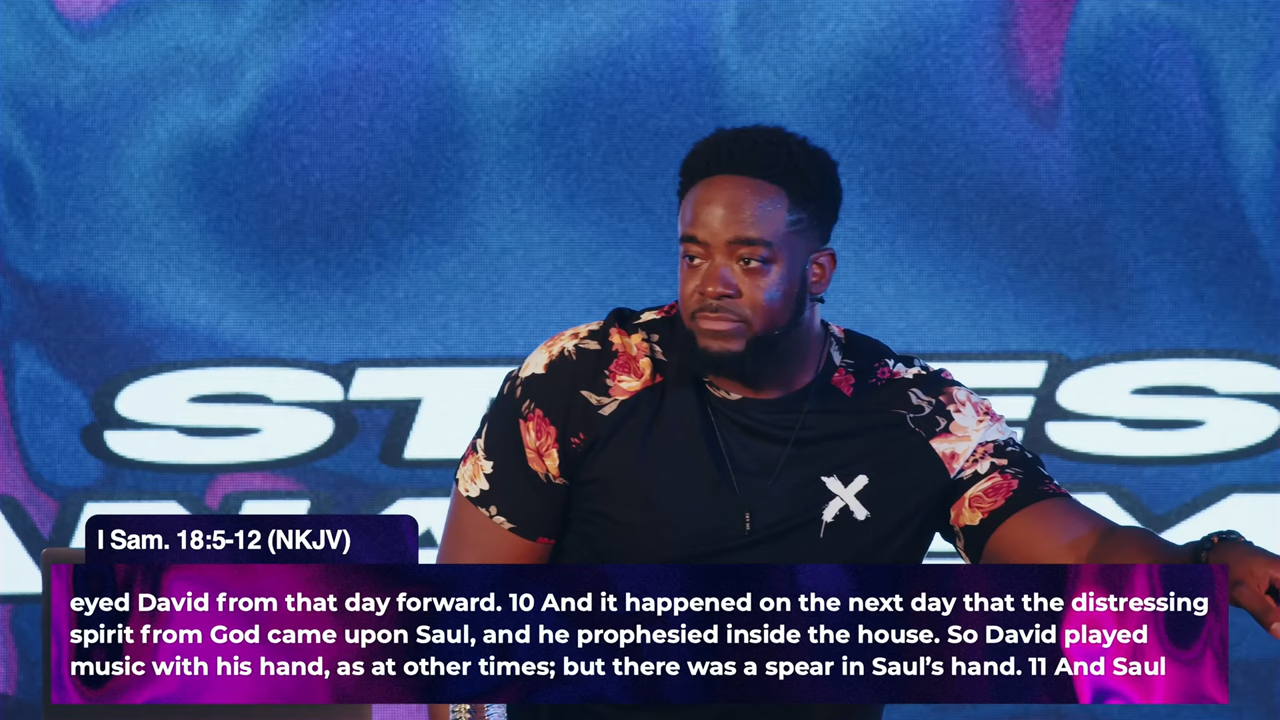 I Sam. 18:5-12 (NKJV)
eyed David from that day forward. 10 And it happened on the next day that the distressing
spirit from God came upon Saul, and he prophesied inside the house. So David played
music with his hand, as at other times; but there was a spear in Saul’s hand. 11 And Saul